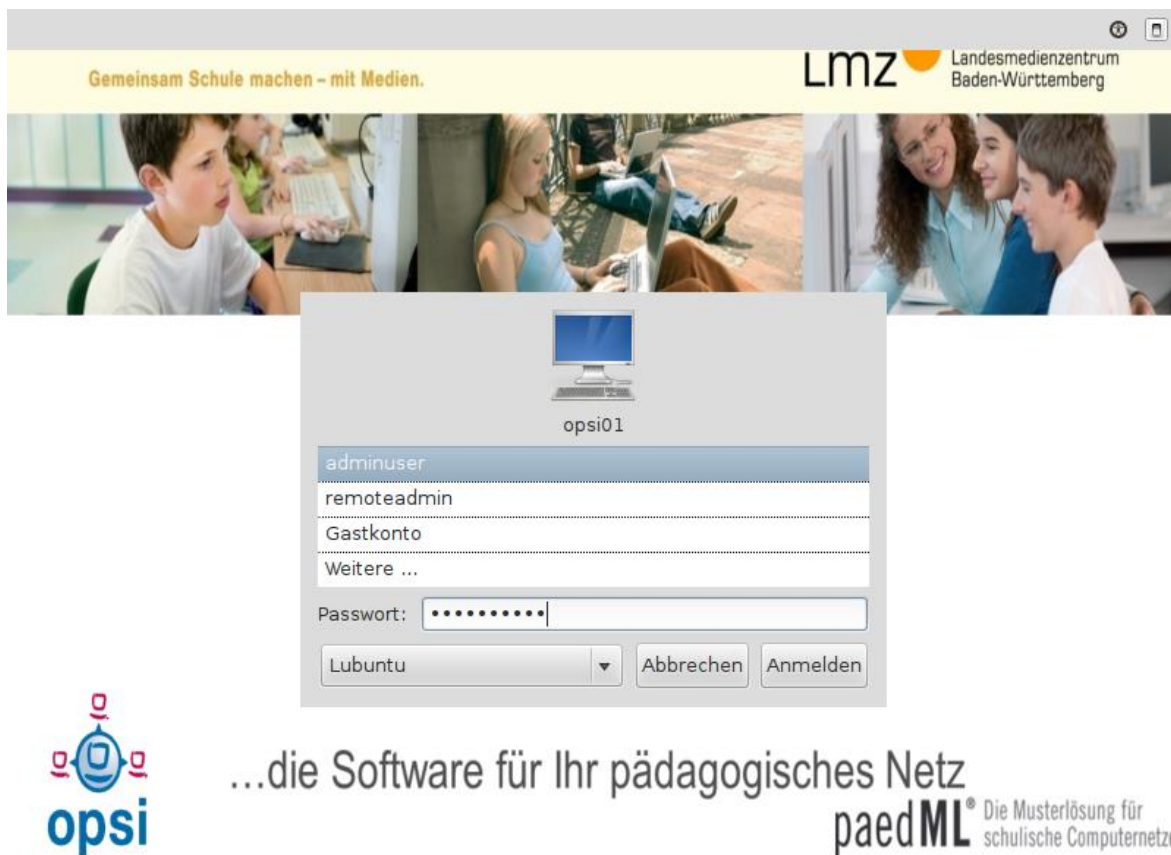 Gemeinsam Schule machen – mit Medien.
Lmz Landesmedienzentrum
Baden-Württemberg
opsi01
adminuser
remoteadmin
Gastkonto
Weitere ...
Passwort: ••••••••••
Lubuntu Abbrechen Anmelden
...die Software für Ihr pädagogisches Netz
opsi
paedML® Die Musterlösung für
schulische Computernetze